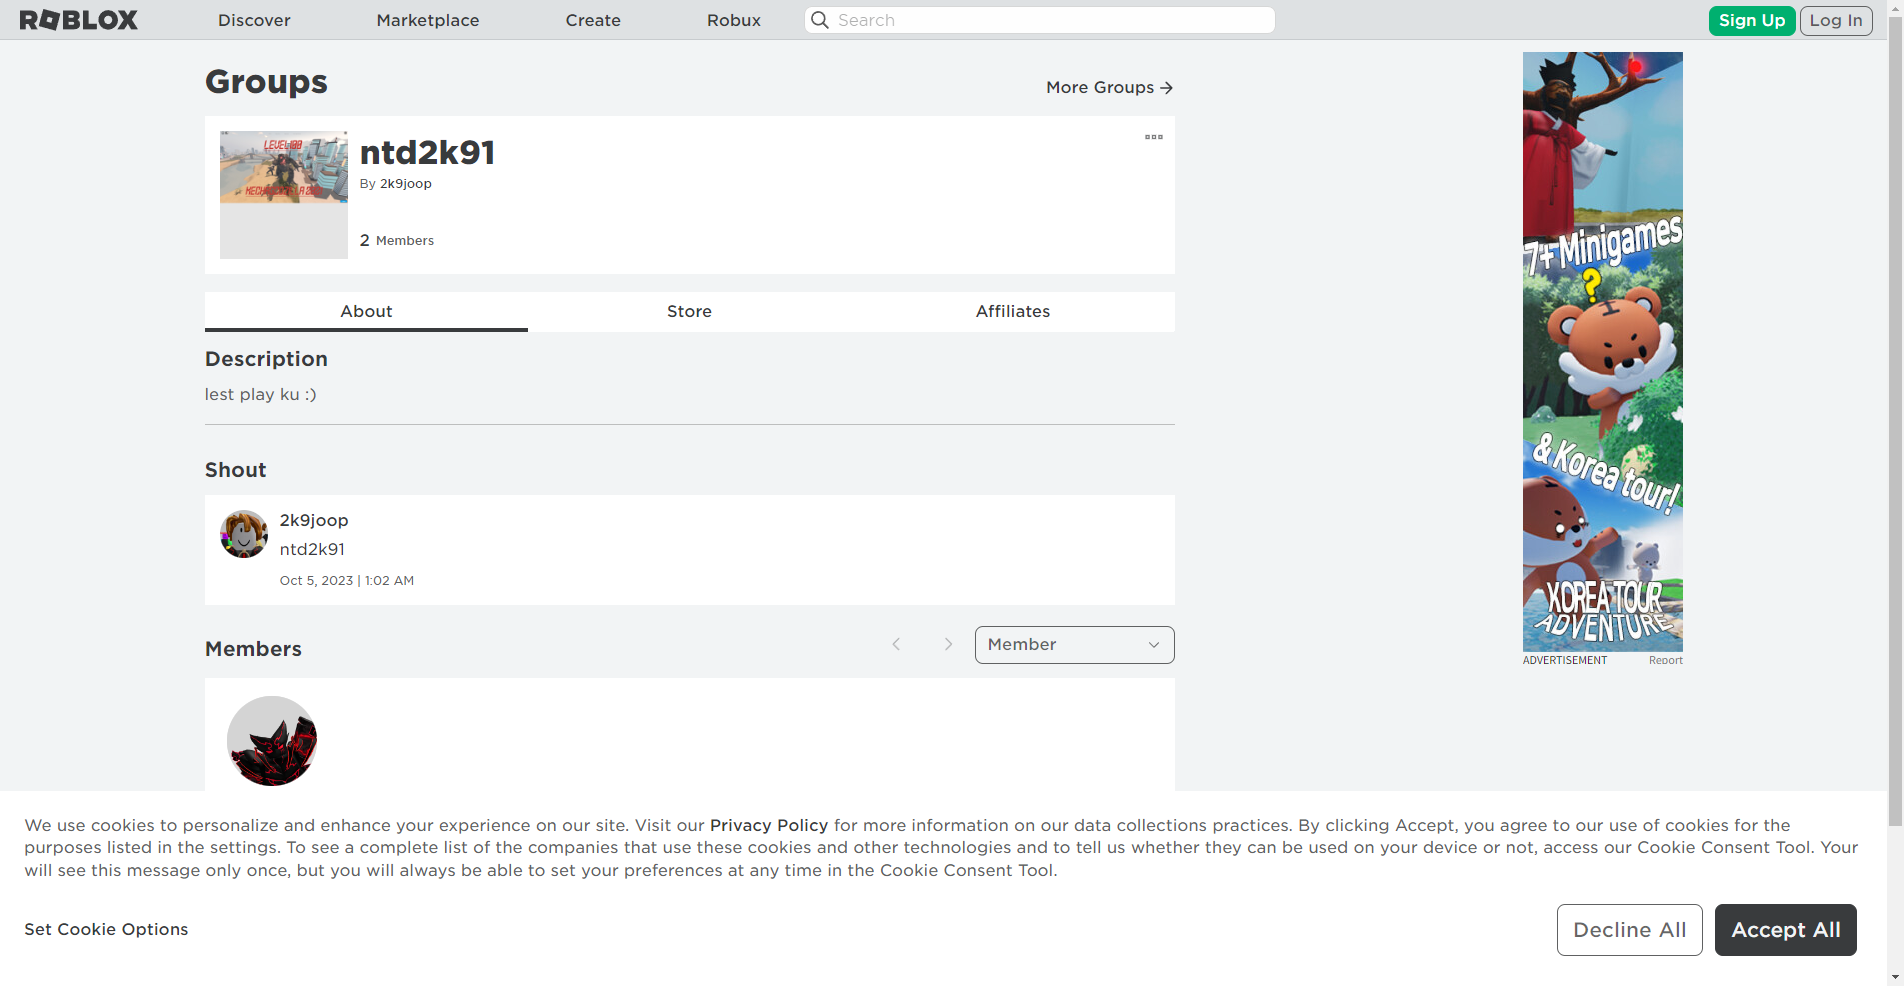 ROBLOX
Discover
Marketplace
Create
Robux
Search
Sign Up
Log In
Groups
More Groups
LEVEL 188
ntd2k91
By 2k9joop
2 Members
About
Store
Affiliates
Description
lest play ku :)
Shout
2k9joop
ntd2k91
Oct 5, 2023 | 1:02 AM
Members
Member
7+ Minigames
?
& Korea tour!
KOREA TOUR
ADVENTURE
ADVERTISEMENT
Report
We use cookies to personalize and enhance your experience on our site. Visit our Privacy Policy for more information on our data collections practices. By clicking Accept, you agree to our use of cookies for the
purposes listed in the settings. To see a complete list of the companies that use these cookies and other technologies and to tell us whether they can be used on your device or not, access our Cookie Consent Tool. Your
will see this message only once, but you will always be able to set your preferences at any time in the Cookie Consent Tool.
Set Cookie Options
Decline All
Accept All